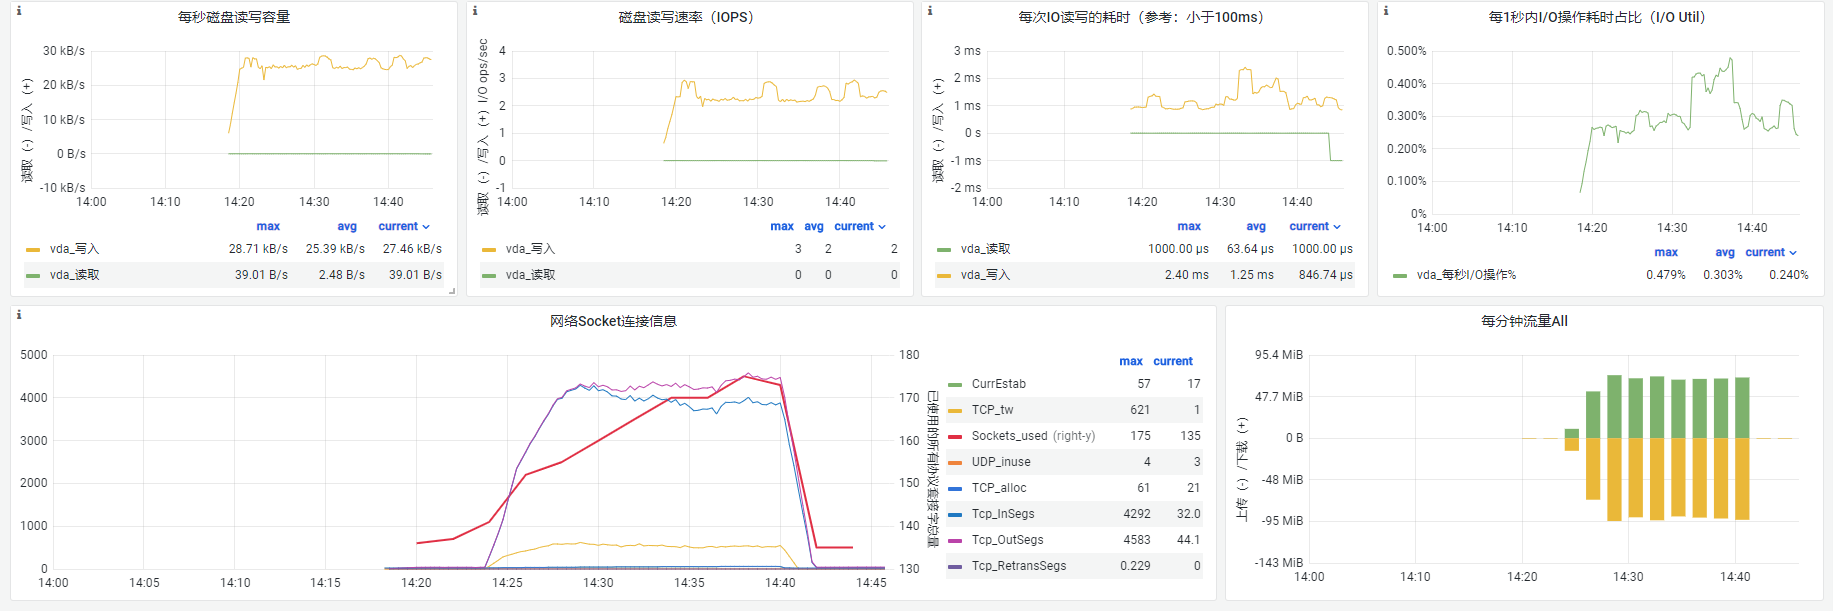 每秒磁盘读写容量
读取（-）/写入（+）
30 kB/s
20 kB/s
10 kB/s
0 B/s
-10 kB/s
14:00 14:10 14:20 14:30 14:40
max avg current
vda_写入 28.71 kB/s 25.39 kB/s 27.46 kB/s
vda_读取 39.01 B/s 2.48 B/s 39.01 B/s
磁盘读写速率（IOPS）
读取（-）/写入（+）I/O ops/sec
4
3
2
1
0
-1
14:00 14:10 14:20 14:30 14:40
max avg current
vda_写入 3 2 2
vda_读取 0 0 0
每次IO读写的耗时（参考：小于100ms）
读取（-）/写入（+）
3 ms
2 ms
1 ms
0 s
-1 ms
-2 ms
14:00 14:10 14:20 14:30 14:40
max avg current
vda_读取 1000.00 µs 63.64 µs 1000.00 µs
vda_写入 2.40 ms 1.25 ms 846.74 µs
每1秒内I/O操作耗时占比（I/O Util）
0.500%
0.400%
0.300%
0.200%
0.100%
0%
14:00 14:10 14:20 14:30 14:40
max avg current
vda_每秒I/O操作% 0.479% 0.303% 0.240%
网络Socket连接信息
5000
4000
3000
2000
1000
0
180
170
160
150
140
130
已使用的所有协议套接字总量
14:00 14:05 14:10 14:15 14:20 14:25 14:30 14:35 14:40 14:45
max current
CurrEstab 57 17
TCP_tw 621 1
Sockets_used (right-y) 175 135
UDP_inuse 4 3
TCP_alloc 61 21
Tcp_InSegs 4292 32.0
Tcp_OutSegs 4583 44.1
Tcp_RetransSegs 0.229 0
每分钟流量All
上传（-）/下载（+）
95.4 MiB
47.7 MiB
0 B
-48 MiB
-95 MiB
-143 MiB
14:00 14:10 14:20 14:30 14:40